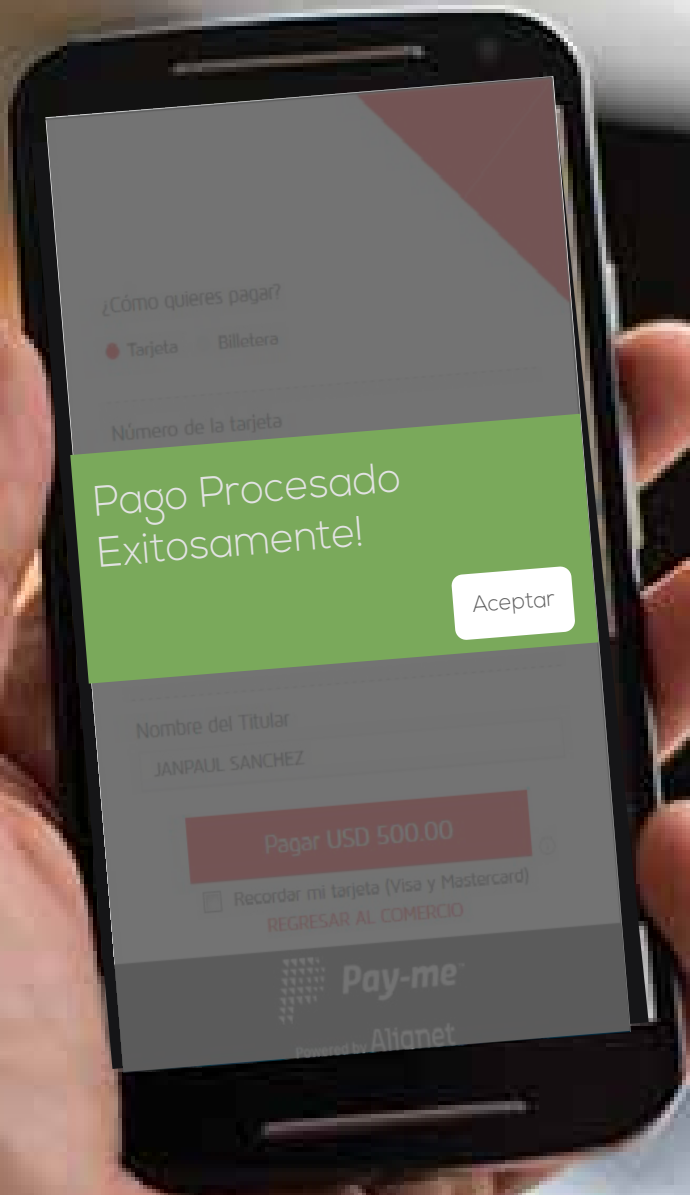 ¿Cómo quieres pagar?
Tarjeta Billetera
Número de la tarjeta
Pago Procesado
Exitosamente!
Aceptar
Nombre del Titular
JANPAUL SANCHEZ
Pagar USD 500.00
Recordar mi tarjeta (Visa y Mastercard)
REGRESAR AL COMERCIO
Pay-me
Powered by Alignet